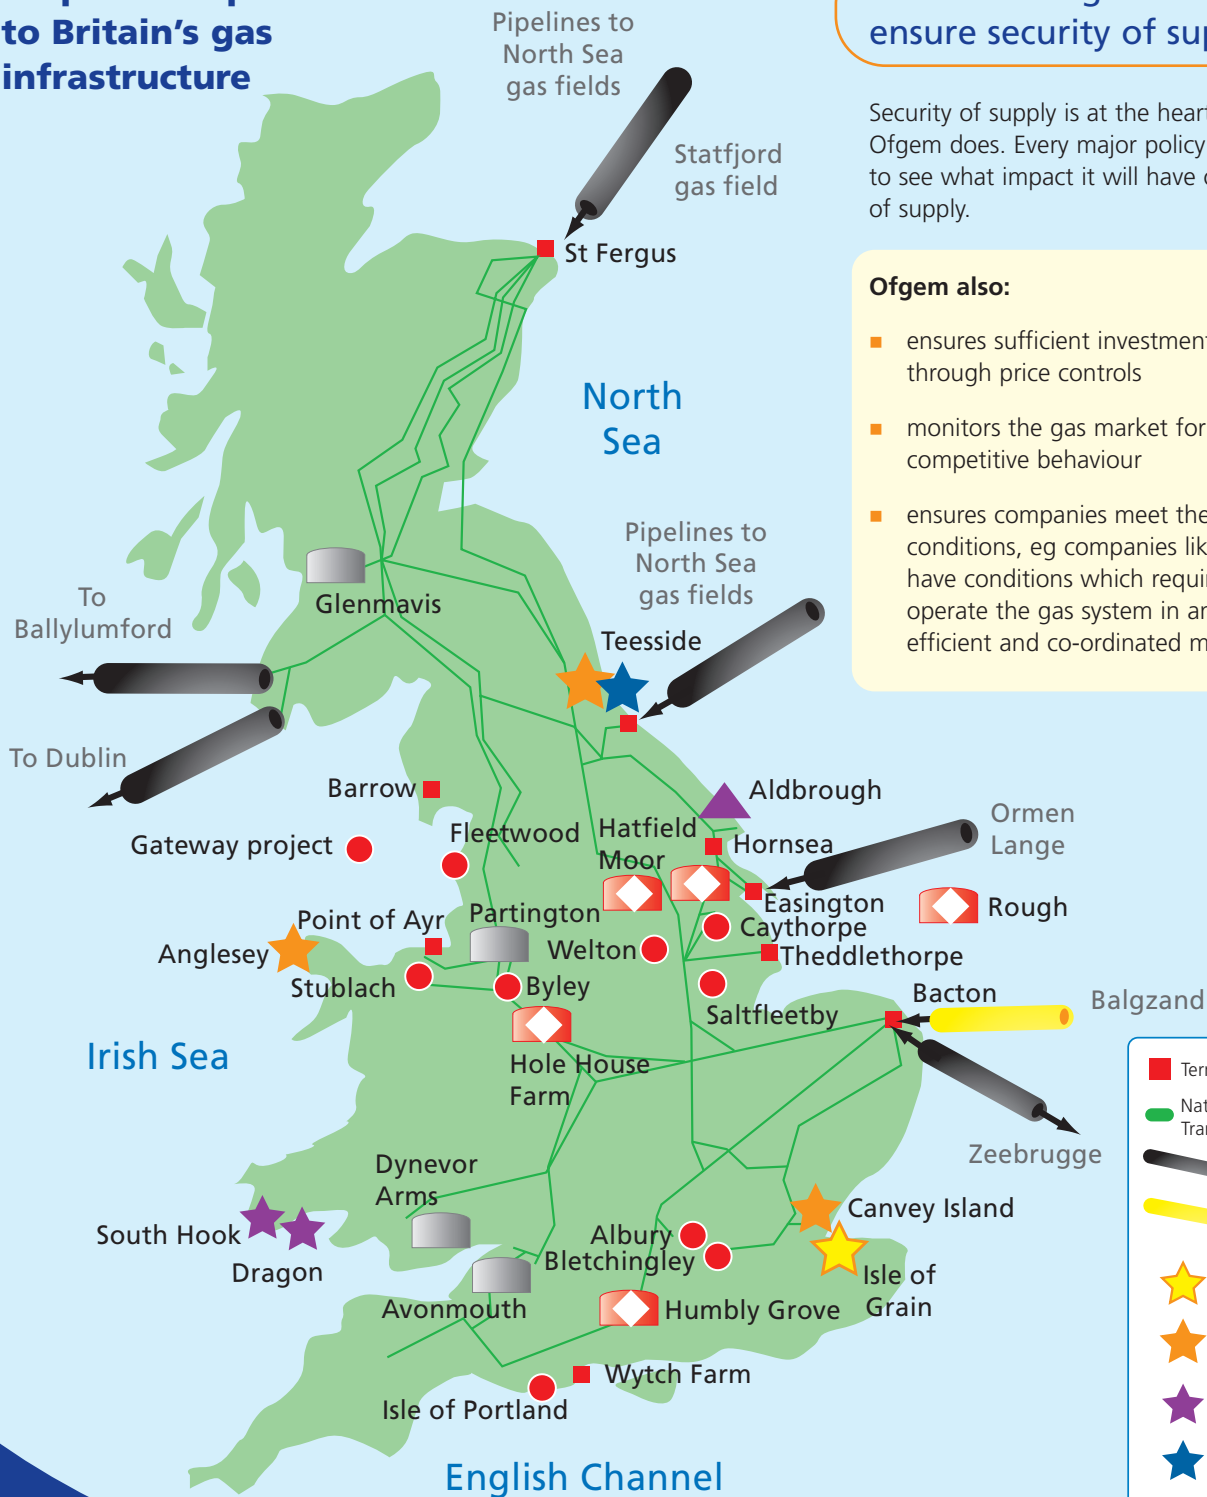 to Britain's gas
infrastructure
ensure security of
Security of supply is at the heart
Ofgem does. Every major policy
to see what impact it will have
of supply.
Ofgem also:
ensures sufficient investment
through price controls
monitors the gas market for
competitive behaviour
ensures companies meet
conditions, eg companies
have conditions which
operate the gas system in
efficient and co-ordinated
Pipelines to
North Sea
gas fields
Statfjord
gas field
St Fergus
North
Sea
Pipelines to
North Sea
gas fields
Glenmavis
To
Ballylumford
Teesside
To Dublin
Barrow
Aldbrough
Gateway project
Fleetwood
Hatfield
Moor
Hornsea
Ormen
Lange
Easington
Rough
Point of Ayr
Partington
Caythorpe
Anglesey
Welton
Theddlethorpe
Stublach
Byley
Saltfleetby
Bacton
Balgzand
Irish Sea
Hole House
Farm
Zeebrugge
Dynevor
Arms
South Hook
Dragon
Canvey Island
Albury
Bletchingley
Isle of
Grain
Avonmouth
Humbly Grove
Wytch Farm
Isle of Portland
English Channel